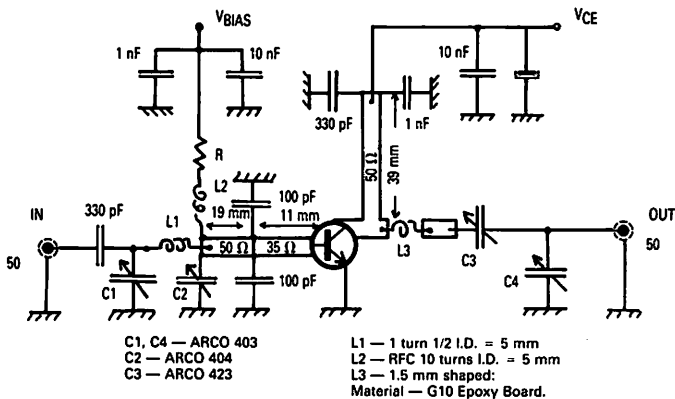 VBIAS
VCE
1 nF
10 nF
10 nF
330 pF
1 nF
50 Ω
39 mm
R
L2
100 pF
19 mm
11 mm
IN
330 pF
L1
OUT
50
50 Ω
35 Ω
L3
C3
50
C1
C2
100 pF
C4
C1, C4 — ARCO 403
C2 — ARCO 404
C3 — ARCO 423
L1 — 1 turn 1/2 I.D. = 5 mm
L2 — RFC 10 turns I.D. = 5 mm
L3 — 1.5 mm shaped:
Material — G10 Epoxy Board.